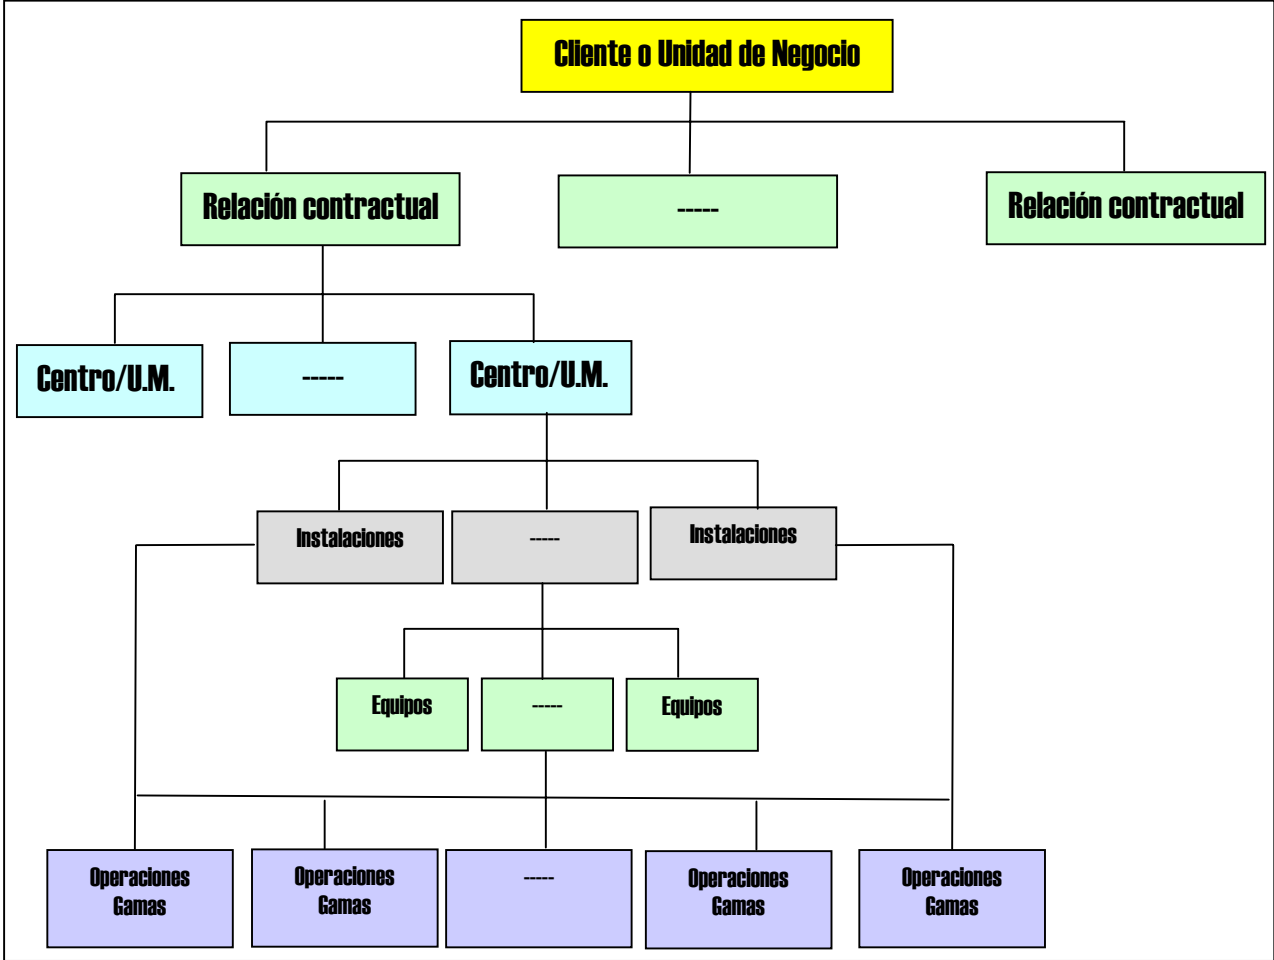 Cliente o Unidad de Negocio
Relación contractual
-----
Relación contractual
Centro/U.M.
-----
Centro/U.M.
Instalaciones
-----
Instalaciones
Equipos
-----
Equipos
Operaciones
Gamas
Operaciones
Gamas
-----
Operaciones
Gamas
Operaciones
Gamas